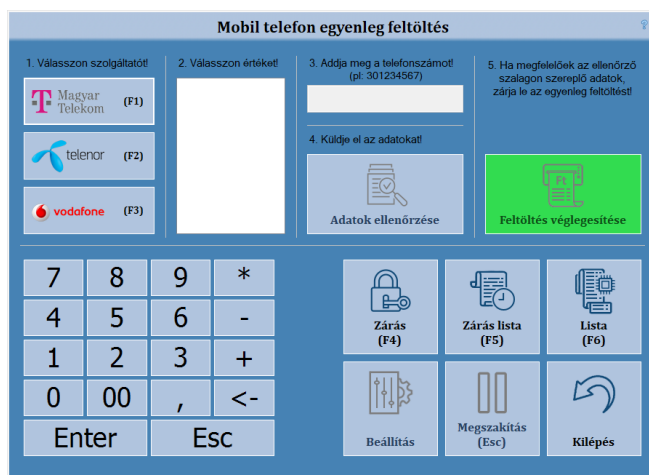 Mobil telefon egyenleg feltöltés
1. Válasszon szolgáltatót!
Magyar
Telekom
(F1)
telenor
(F2)
vodafone
(F3)
2. Válasszon értéket!
3. Addja meg a telefonszámot!
(pl: 301234567)
4. Küldje el az adatokat!
Adatok ellenőrzése
5. Ha megfelelőek az ellenőrző
szalagon szereplő adatok,
zárja le az egyenleg feltöltést!
Ft
Feltöltés véglegesítése
7 8 9 *
4 5 6 -
1 2 3 +
0 00 , <-
Enter Esc
Zárás
(F4)
Zárás lista
(F5)
Lista
(F6)
Beállítás
Megszakítás
(Esc)
Kilépés